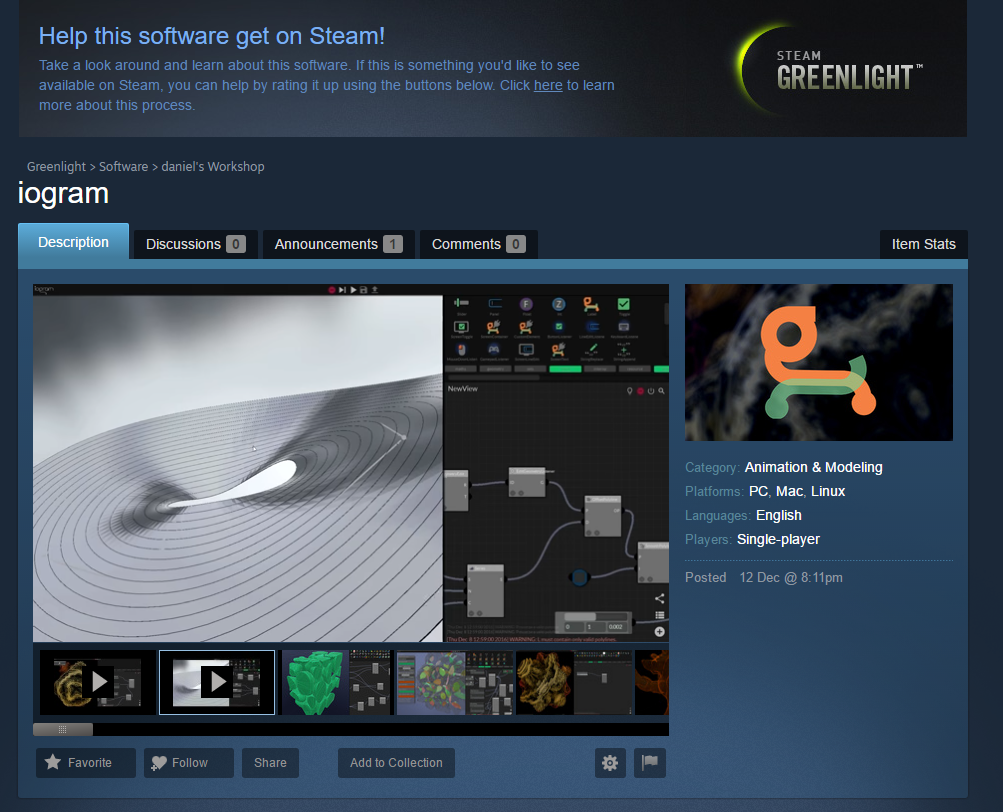 Help this software get on Steam!
Take a look around and learn about this software. If this is something you'd like to see
available on Steam, you can help by rating it up using the buttons below. Click here to learn
more about this process.
STEAM
GREENLIGHT™
Greenlight > Software > daniel's Workshop
iogram
Description
Discussions 0
Announcements 1
Comments 0
Item Stats
iogram
NewView
0 1 0.002
Category: Animation & Modeling
Platforms: PC, Mac, Linux
Languages: English
Players: Single-player
Posted 12 Dec @ 8:11pm
Favorite
Follow
Share
Add to Collection